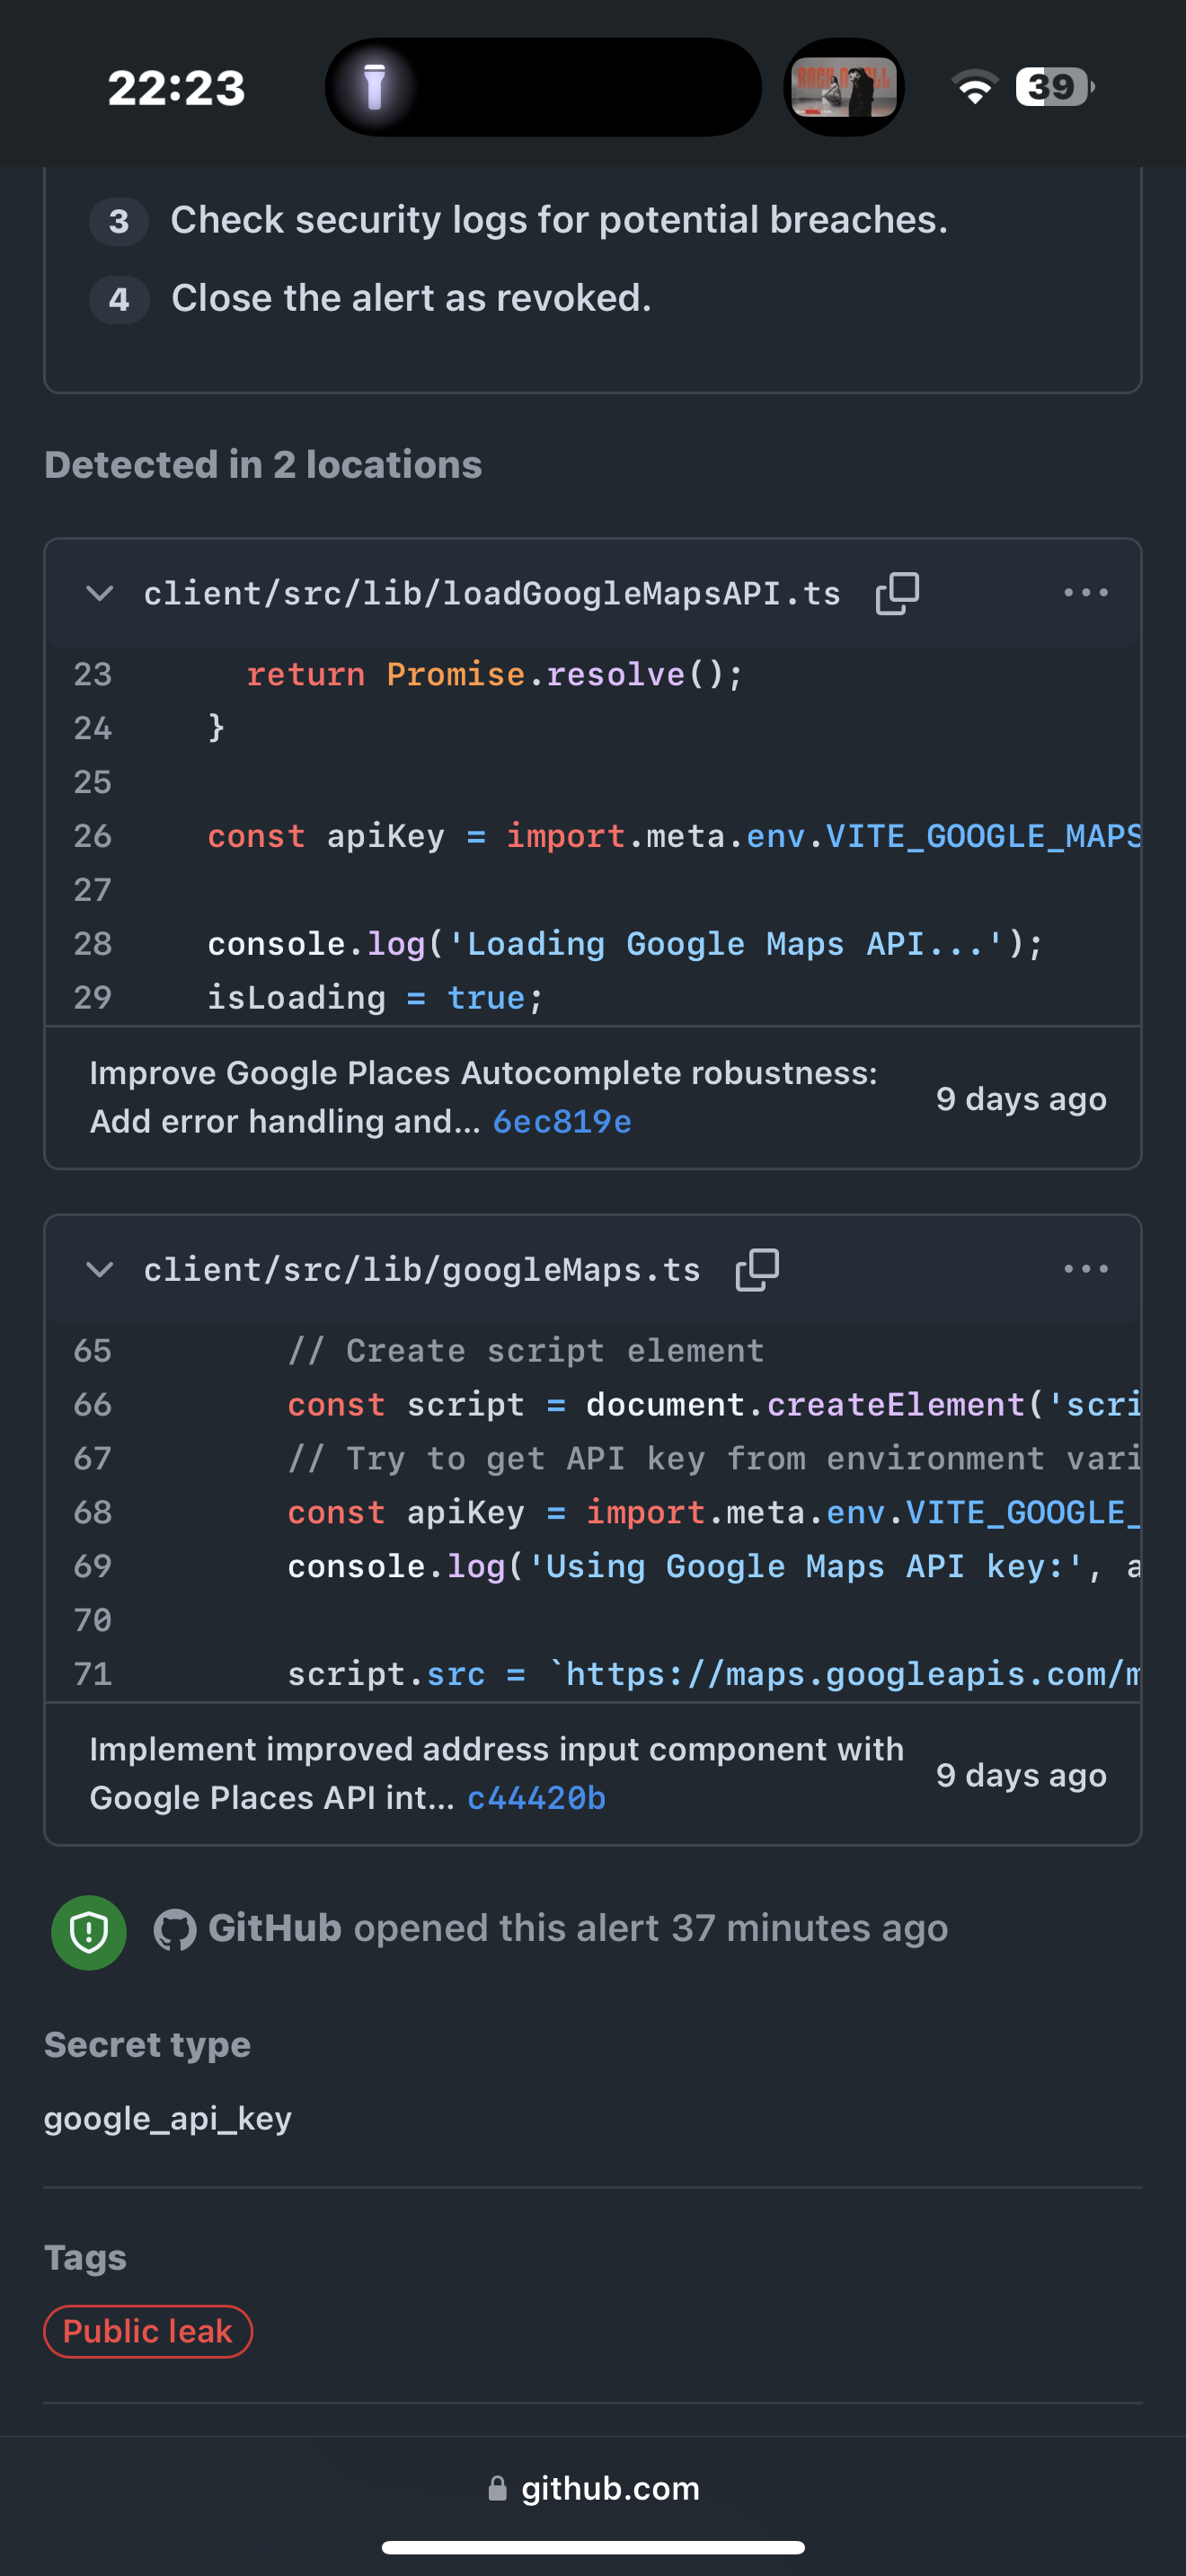 22:23
ROCK N ROLL
39
3 Check security logs for potential breaches.
4 Close the alert as revoked.
Detected in 2 locations
client/src/lib/loadGoogleMapsAPI.ts
23 return Promise.resolve();
24 }
25
26 const apiKey = import.meta.env.VITE_GOOGLE_MAPS
27
28 console.log('Loading Google Maps API...');
29 isLoading = true;
Improve Google Places Autocomplete robustness:
Add error handling and... 6ec819e
9 days ago
client/src/lib/googleMaps.ts
65 // Create script element
66 const script = document.createElement('scri
67 // Try to get API key from environment vari
68 const apiKey = import.meta.env.VITE_GOOGLE_
69 console.log('Using Google Maps API key:', a
70
71 script.src = `https://maps.googleapis.com/m
Implement improved address input component with
Google Places API int... c44420b
9 days ago
GitHub opened this alert 37 minutes ago
Secret type
google_api_key
Tags
Public leak
github.com